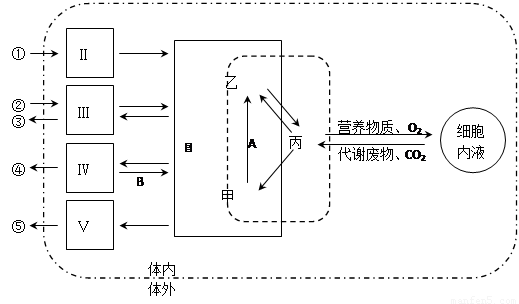 ① Ⅱ
乙
② Ⅲ
③
营养物质、O₂
A
丙
细胞
内液
代谢废物、CO₂
④ Ⅳ
B
甲
⑤ Ⅴ
体内
体外